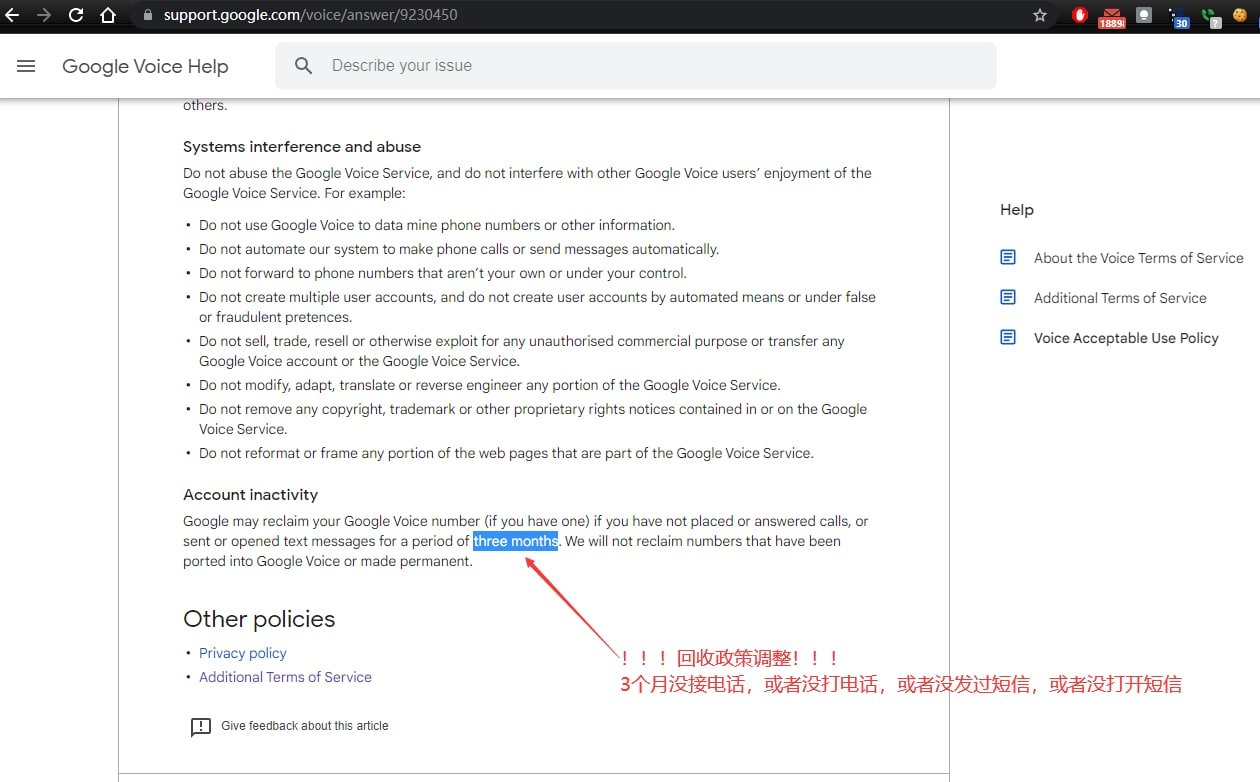 support.google.com/voice/answer/9230450
30
?
Google Voice Help
Describe your issue
others.
Systems interference and abuse
Do not abuse the Google Voice Service, and do not interfere with other Google Voice users’ enjoyment of the
Google Voice Service. For example:
• Do not use Google Voice to data mine phone numbers or other information.
• Do not automate our system to make phone calls or send messages automatically.
• Do not forward to phone numbers that aren’t your own or under your control.
• Do not create multiple user accounts, and do not create user accounts by automated means or under false
or fraudulent pretences.
• Do not sell, trade, resell or otherwise exploit for any unauthorised commercial purpose or transfer any
Google Voice account or the Google Voice Service.
• Do not modify, adapt, translate or reverse engineer any portion of the Google Voice Service.
• Do not remove any copyright, trademark or other proprietary rights notices contained in or on the Google
Voice Service.
• Do not reformat or frame any portion of the web pages that are part of the Google Voice Service.
Account inactivity
Google may reclaim your Google Voice number (if you have one) if you have not placed or answered calls, or
sent or opened text messages for a period of three months. We will not reclaim numbers that have been
ported into Google Voice or made permanent.
Other policies
• Privacy policy
• Additional Terms of Service
！！！回收政策调整！！！
3个月没接电话，或者没打电话，或者没发过短信，或者没打开短信
Give feedback about this article
Help
About the Voice Terms of Service
Additional Terms of Service
Voice Acceptable Use Policy